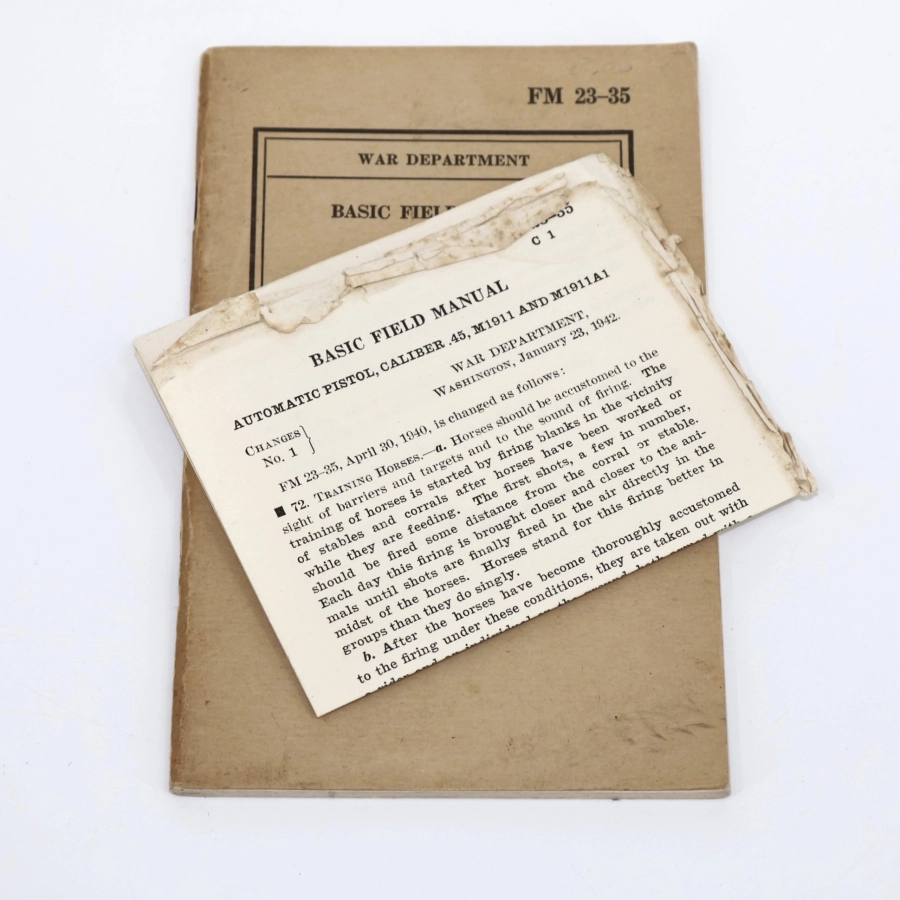 FM 23–35
WAR DEPARTMENT
BASIC
C 1
BASIC FIELD MANUAL
AUTOMATIC PISTOL, CALIBER .45, M1911 AND M1911A1
WAR DEPARTMENT,
WASHINGTON, January 23, 1942.
CHANGES }
No. 1 }
FM 23–35, April 30, 1940, is changed as follows:
■ 72. TRAINING HORSES.—a. Horses should be accustomed to the
sight of barriers and targets and to the sound of firing. The
training of horses is started by firing blanks in the vicinity
of stables and corrals after horses have been worked or
while they are feeding. The first shots, a few in number,
should be fired some distance from the corral or stable.
Each day this firing is brought closer and closer to the ani-
mals until shots are finally fired in the air directly in the
midst of the horses. Horses stand for this firing better in
groups than they do singly.
b. After the horses have become thoroughly accustomed
to the firing under these conditions, they are taken out with